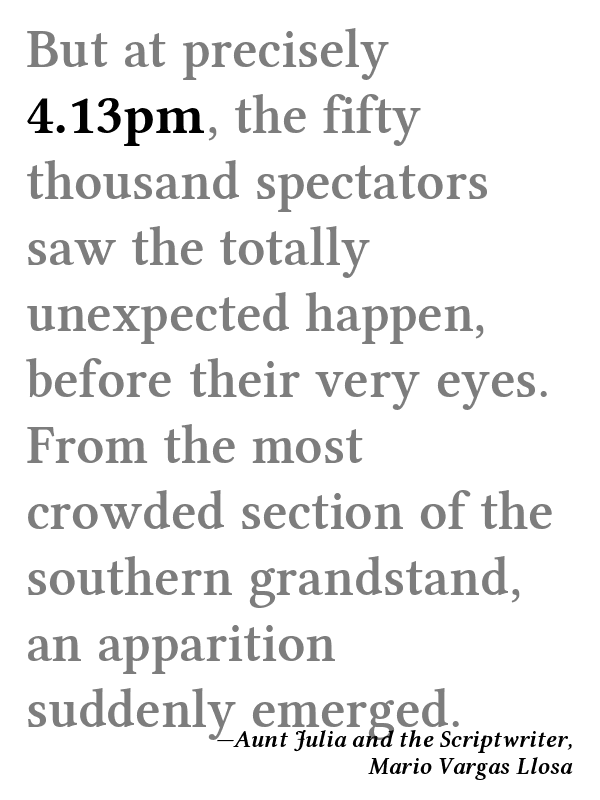 But at precisely
4.13pm, the fifty
thousand spectators
saw the totally
unexpected happen,
before their very eyes.
From the most
crowded section of the
southern grandstand,
an apparition
suddenly emerged.
—Aunt Julia and the Scriptwriter,
Mario Vargas Llosa